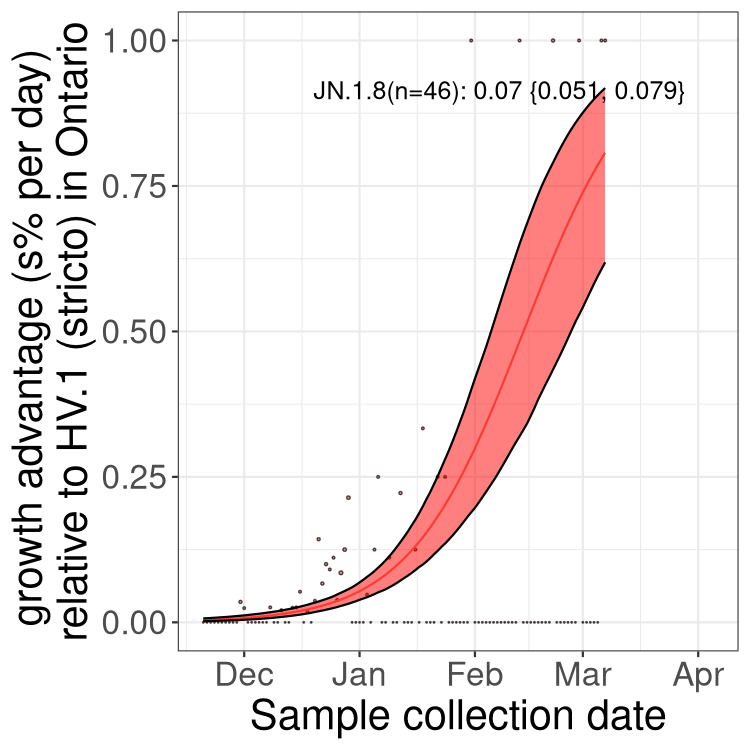 growth advantage (s% per day)
relative to HV.1 (stricto) in Ontario
1.00
0.75
0.50
0.25
0.00
JN.1.8(n=46): 0.07 {0.051, 0.079}
Dec Jan Feb Mar Apr
Sample collection date